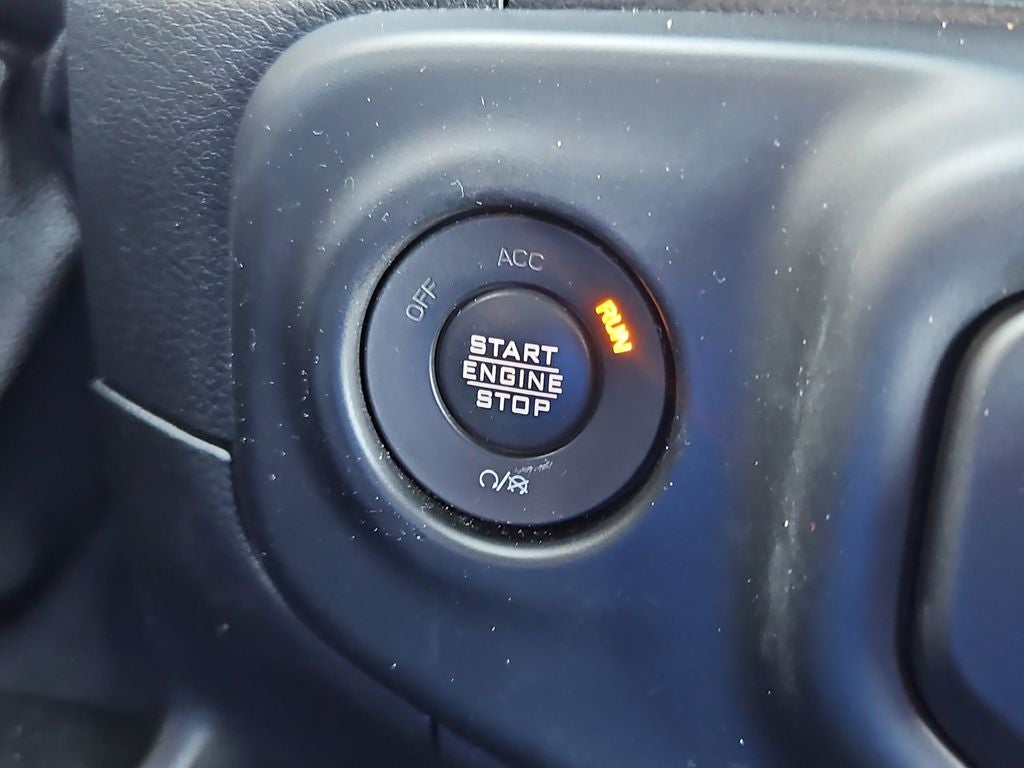 OFF
ACC
RUN
START
ENGINE
STOP